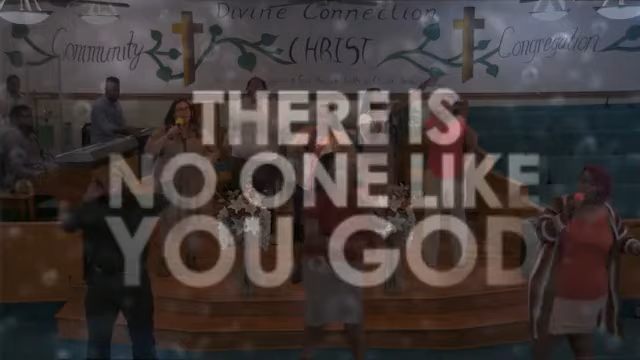 Divine Connection
Community CHRIST Congregation
THERE IS
NO ONE LIKE
YOU GOD